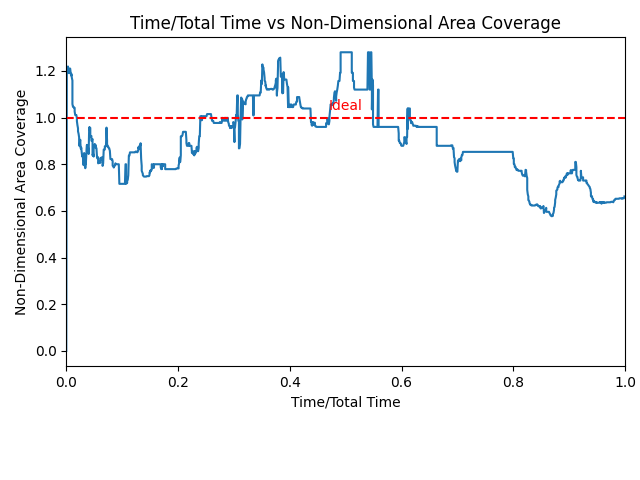 Time/Total Time vs Non-Dimensional Area Coverage
Non-Dimensional Area Coverage
1.2
1.0
0.8
0.6
0.4
0.2
0.0
Ideal
0.0 0.2 0.4 0.6 0.8 1.0
Time/Total Time